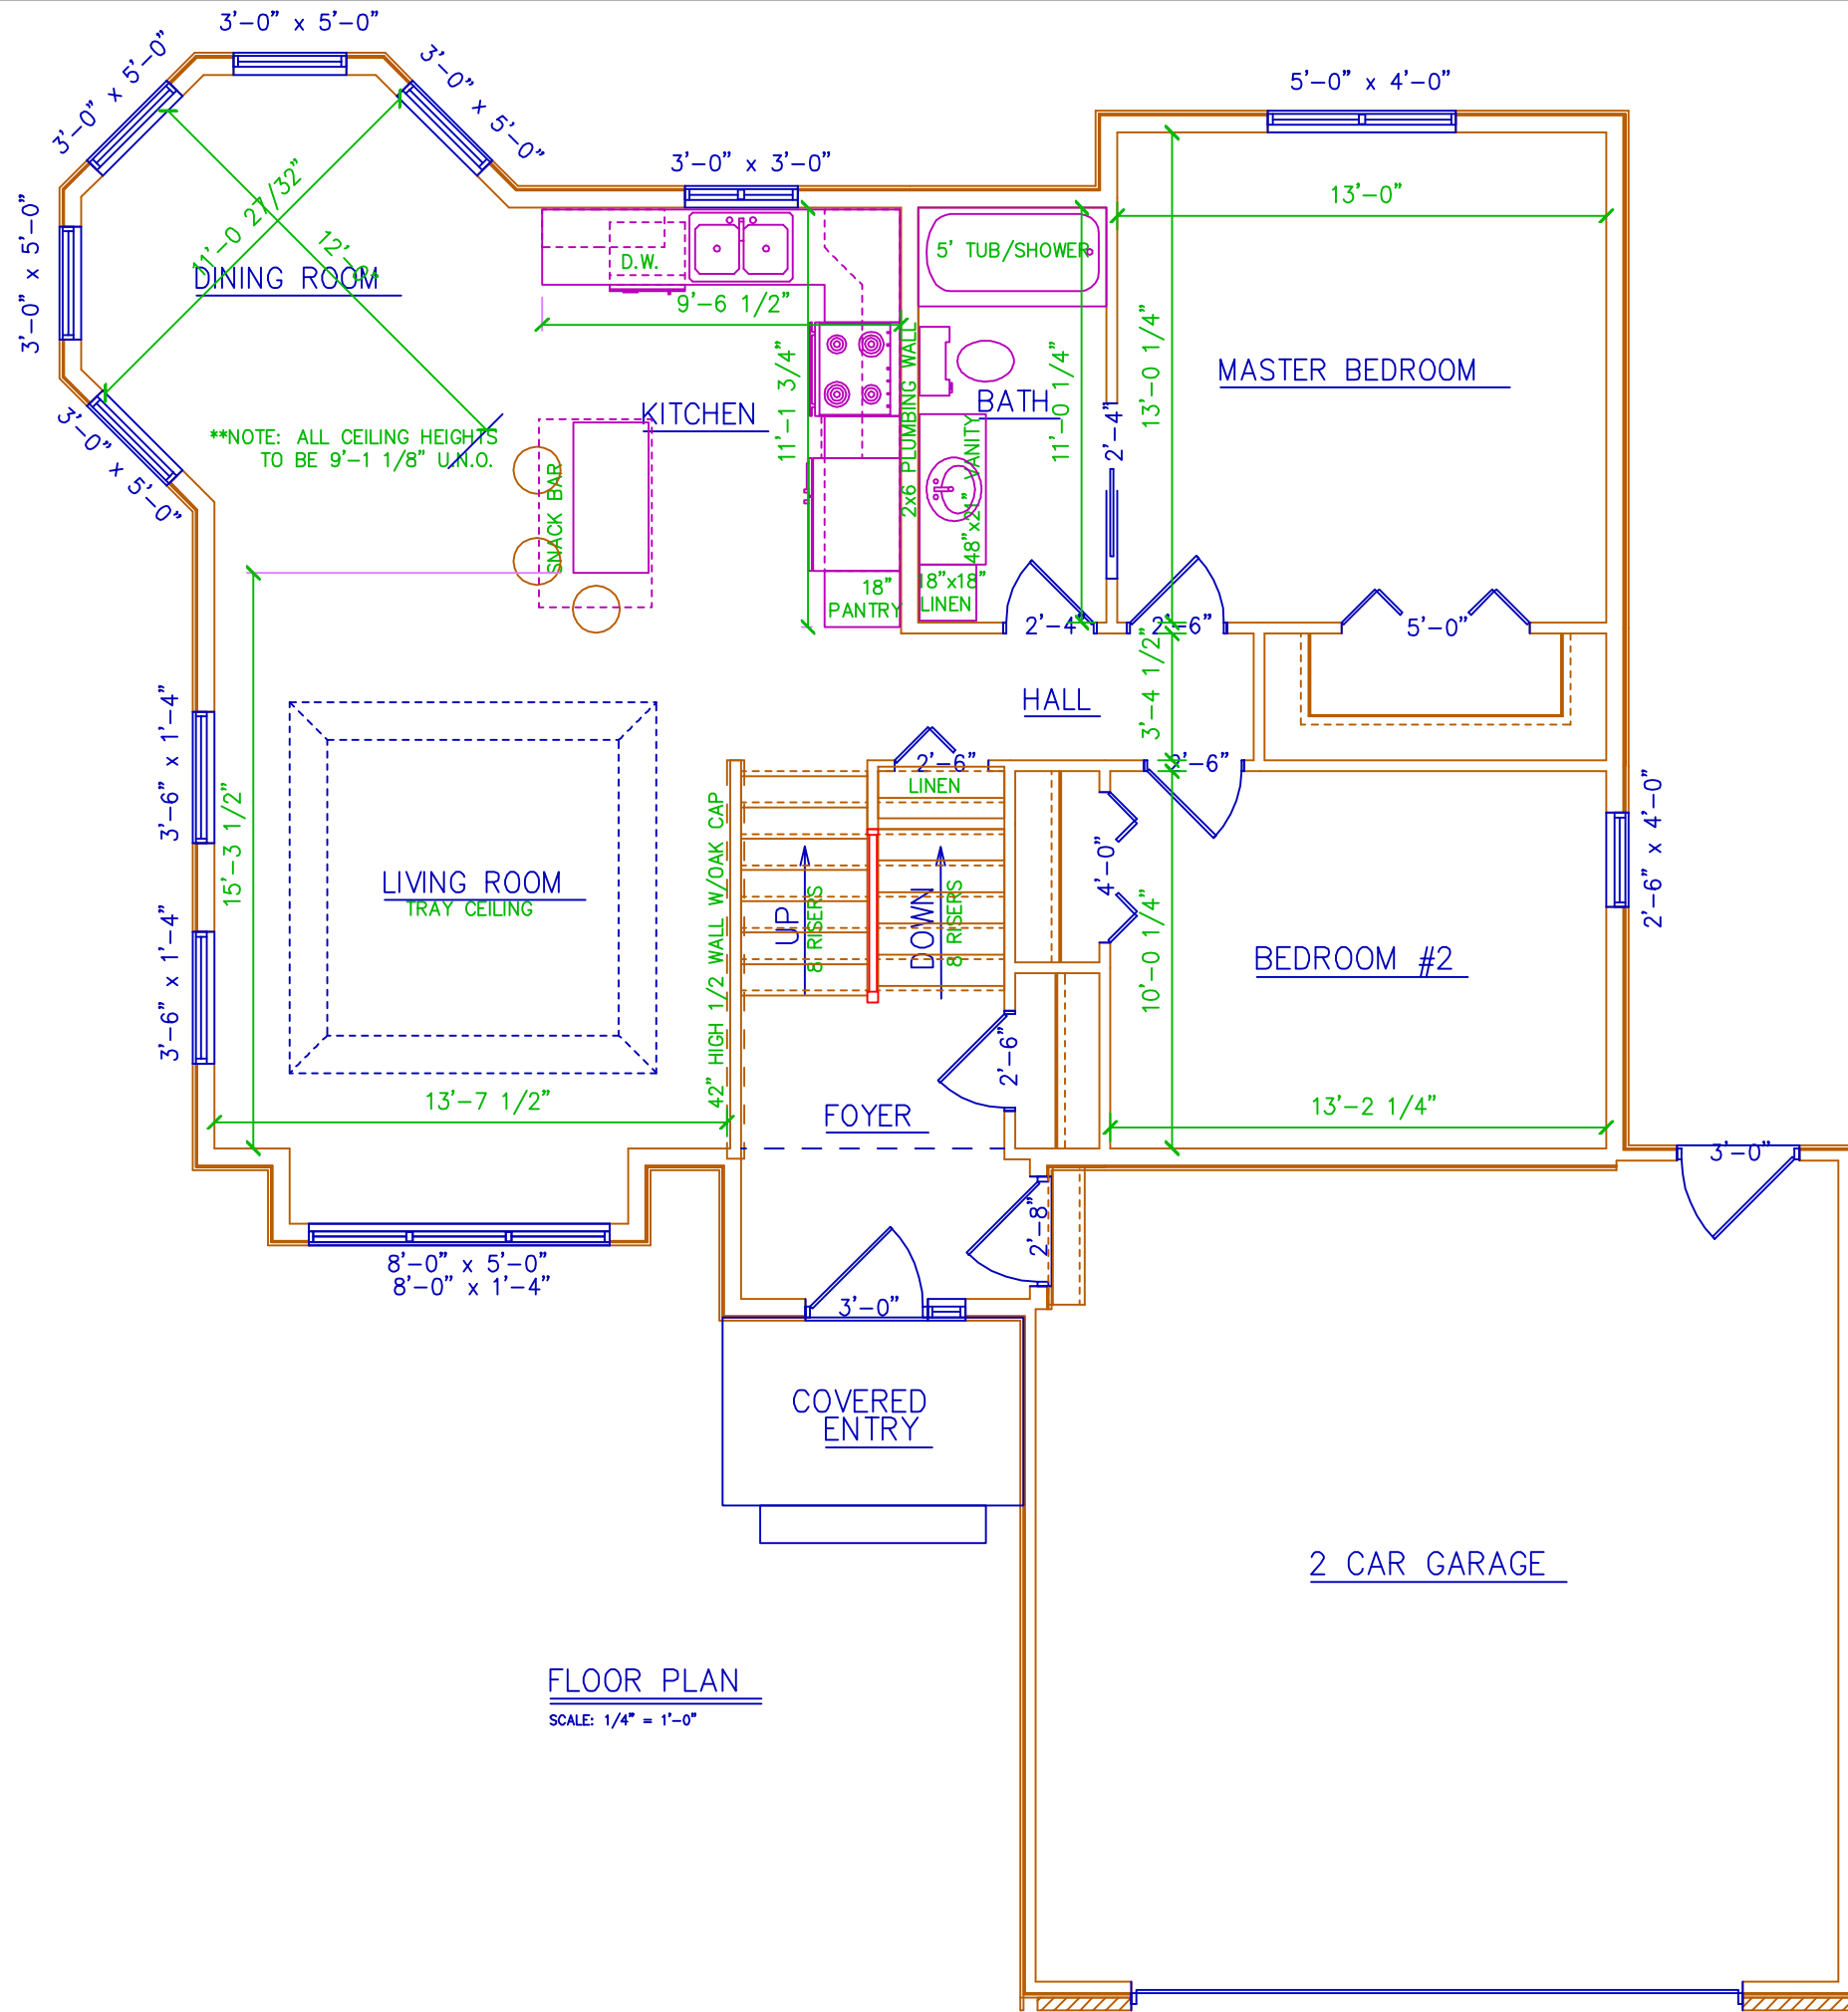 3'-0" x 5'-0"
3'-0" x 5'-0"
3'-0" x 5'-0"
5'-0" x 4'-0"
3'-0" x 3'-0"
13'-0"
3'-0" x 5'-0"
11'-0 27/32"
DINING ROOM
D.W.
5' TUB/SHOWER
9'-6 1/2"
11'-1 3/4"
2x6 PLUMBING WALL
11'-0 1/4"
13'-0 1/4"
MASTER BEDROOM
BATH
KITCHEN
2'-4"
3'-0" x 5'-0"
**NOTE: ALL CEILING HEIGHTS
TO BE 9'-1 1/8" U.N.O.
SNACK BAR
48"x21" VANITY
18"
PANTRY
18"x18"
LINEN
2'-4"
2'-6"
5'-0"
HALL
3'-4 1/2"
3'-6" x 1'-4"
15'-3 1/2"
2'-6"
LINEN
2'-6"
2'-6" x 4'-0"
42" HIGH 1/2 WALL W/OAK CAP
LIVING ROOM
TRAY CEILING
UP
8 RISERS
DOWN
8 RISERS
4'-0"
10'-0 1/4"
BEDROOM #2
3'-6" x 1'-4"
2'-6"
13'-7 1/2"
FOYER
13'-2 1/4"
3'-0"
2'-8"
8'-0" x 5'-0"
8'-0" x 1'-4"
3'-0"
COVERED
ENTRY
2 CAR GARAGE
FLOOR PLAN
SCALE: 1/4" = 1'-0"